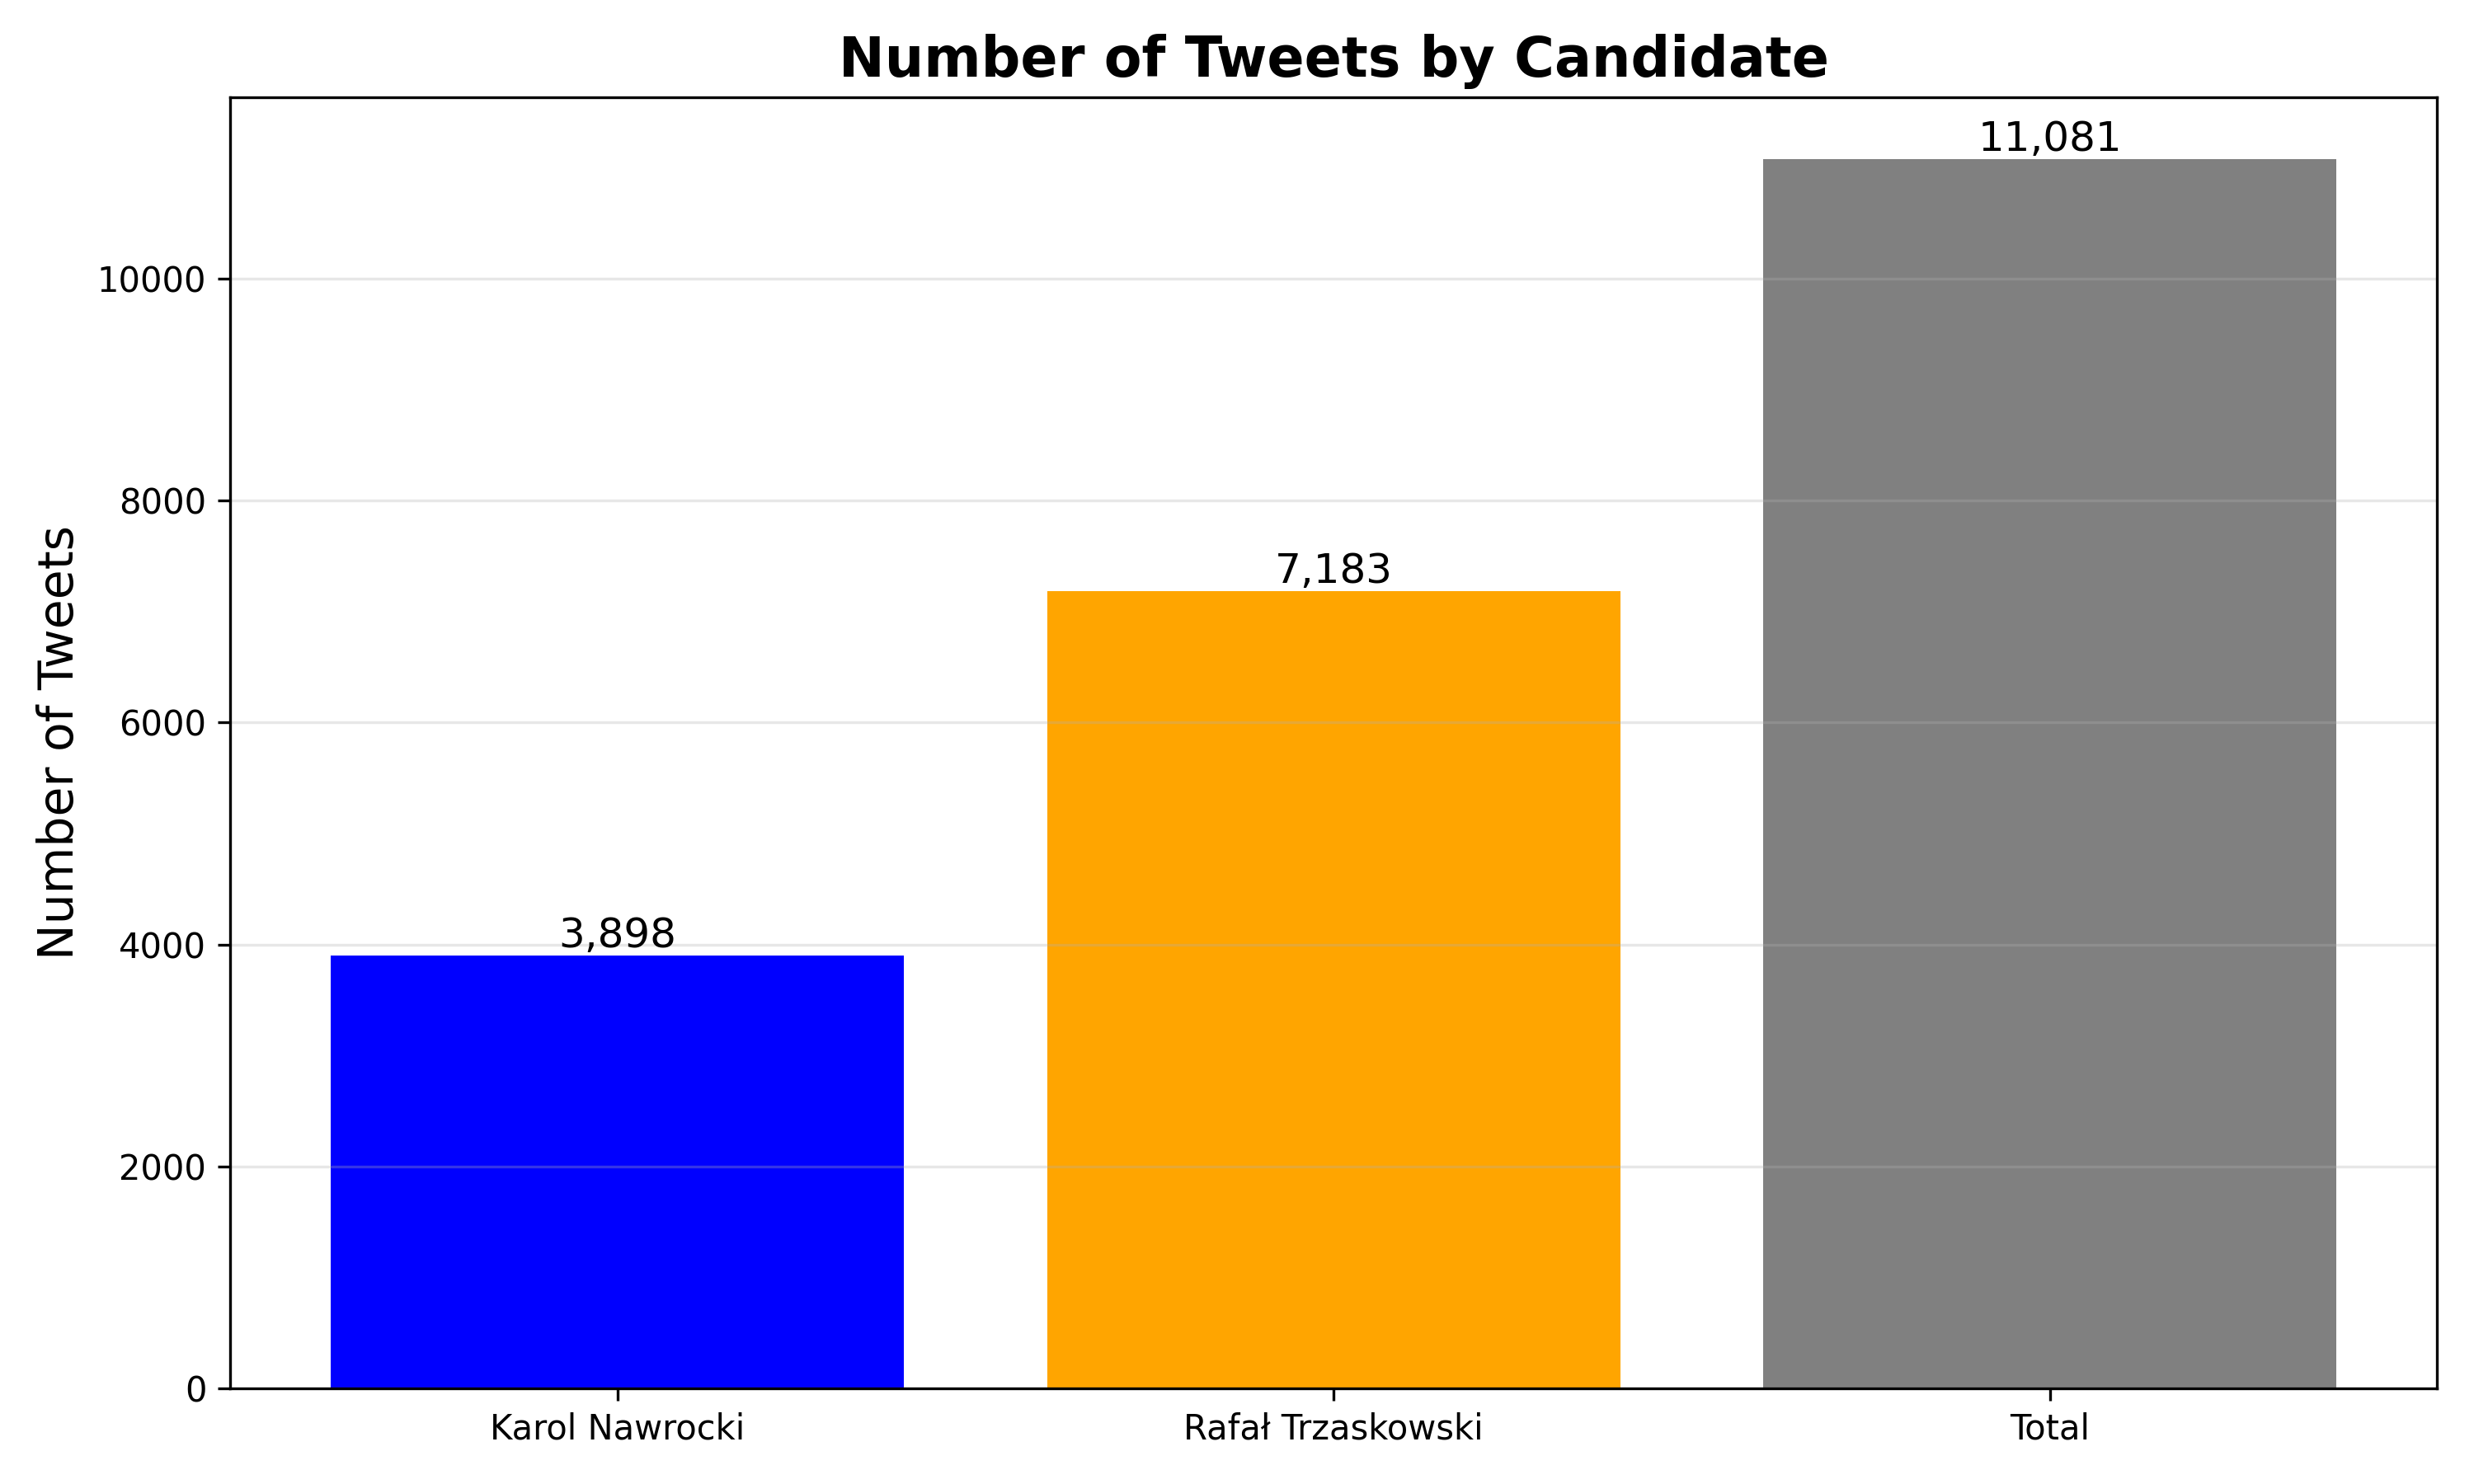 Number of Tweets by Candidate
Number of Tweets
10000
8000
6000
4000
2000
0
11,081
7,183
3,898
Karol Nawrocki
Rafał Trzaskowski
Total